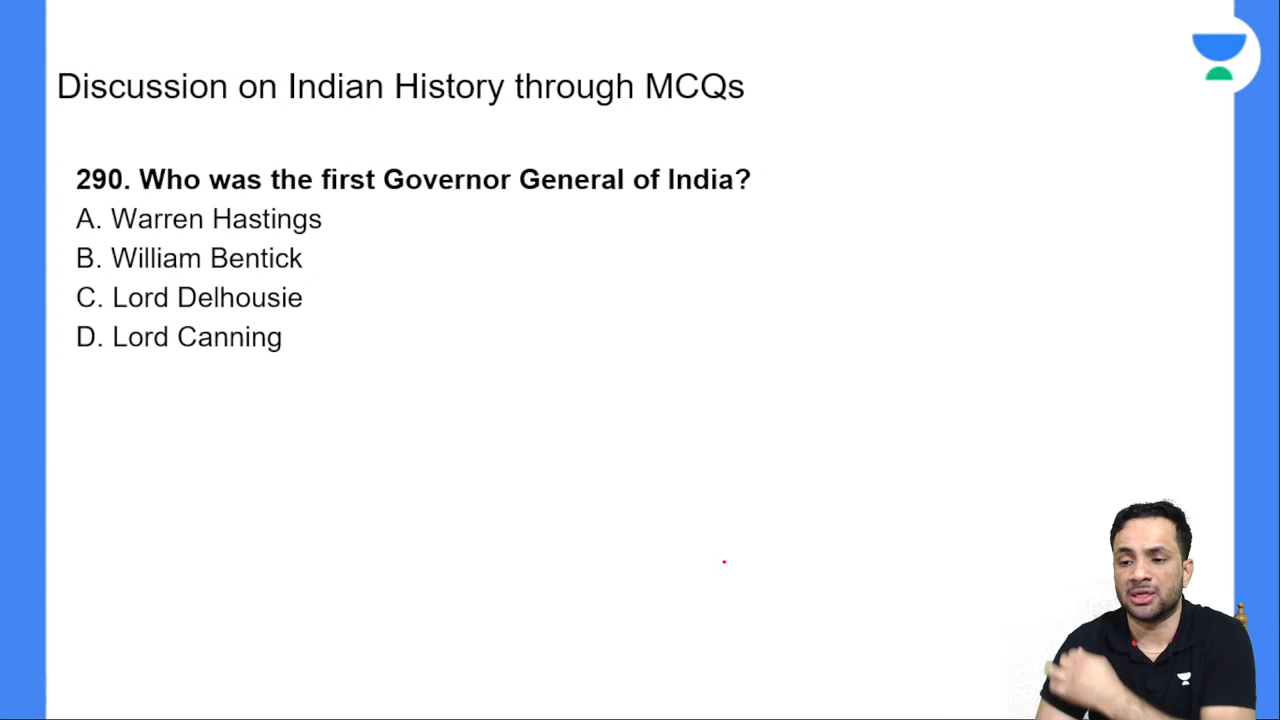 Discussion on Indian History through MCQs
290. Who was the first Governor General of India?
A. Warren Hastings
B. William Bentick
C. Lord Delhousie
D. Lord Canning